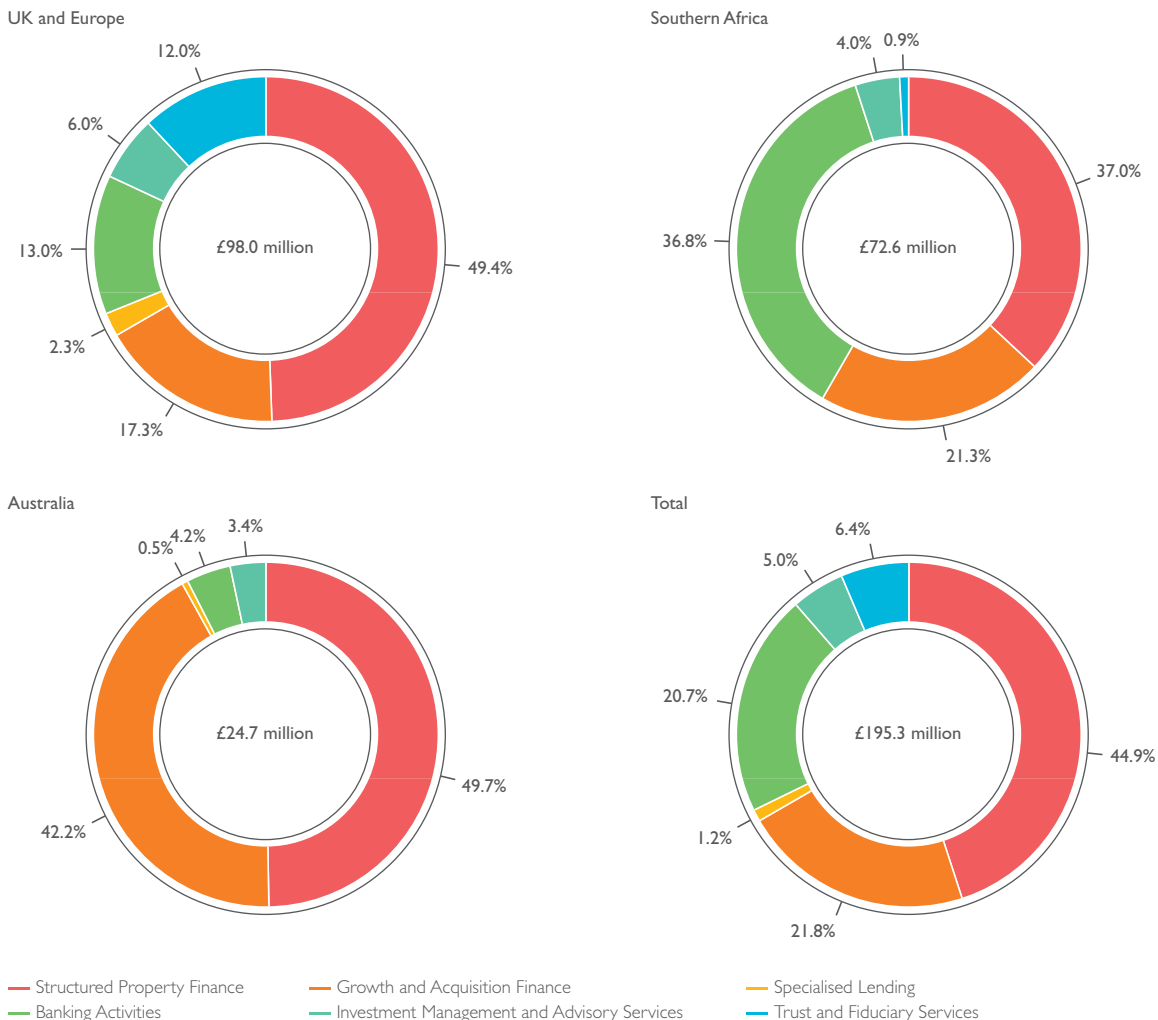 UK and Europe
12.0%
6.0%
13.0%
2.3%
17.3%
49.4%
£98.0 million
Southern Africa
4.0%
0.9%
36.8%
37.0%
21.3%
£72.6 million
Australia
0.5%
4.2%
3.4%
42.2%
49.7%
£24.7 million
Total
6.4%
5.0%
20.7%
1.2%
21.8%
44.9%
£195.3 million
Structured Property Finance
Growth and Acquisition Finance
Specialised Lending
Banking Activities
Investment Management and Advisory Services
Trust and Fiduciary Services